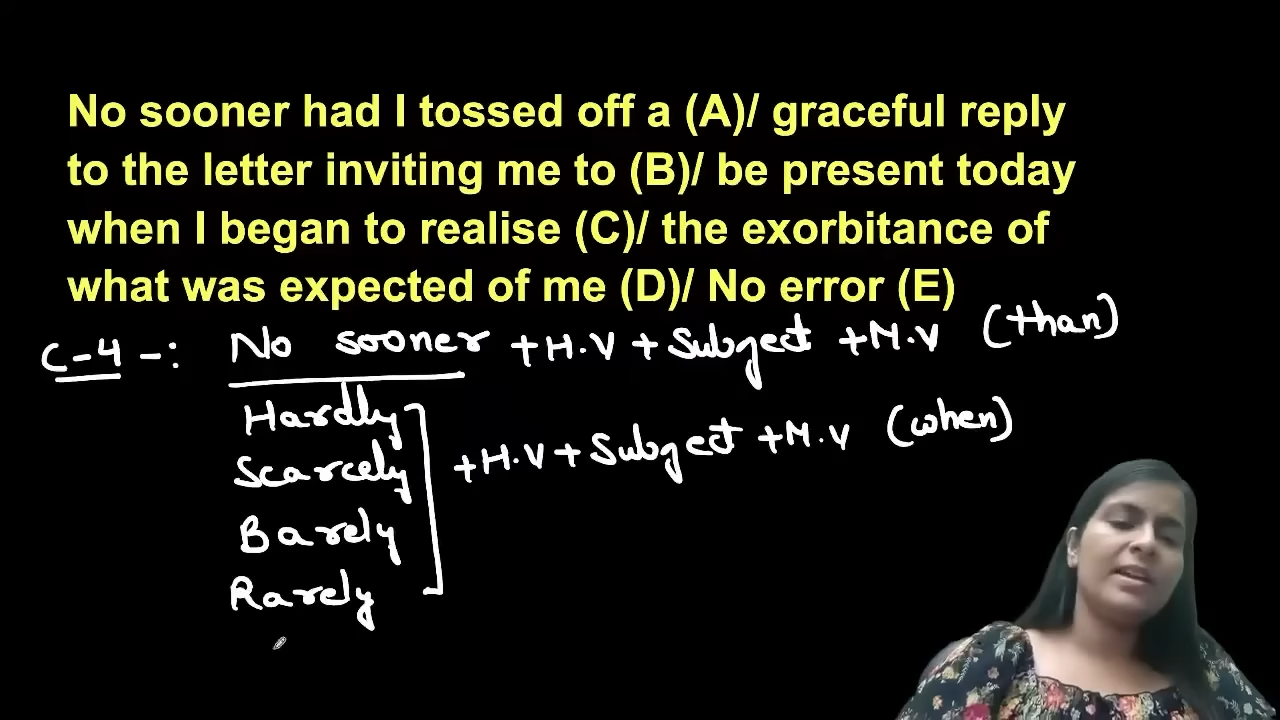 No sooner had I tossed off a (A)/ graceful reply
to the letter inviting me to (B)/ be present today
when I began to realise (C)/ the exorbitance of
what was expected of me (D)/ No error (E)
C-4 -: No sooner + H.V + Subject + M.V (than)
Hardly
Scarcely + H.V + Subject + M.V (when)
Barely
Rarely